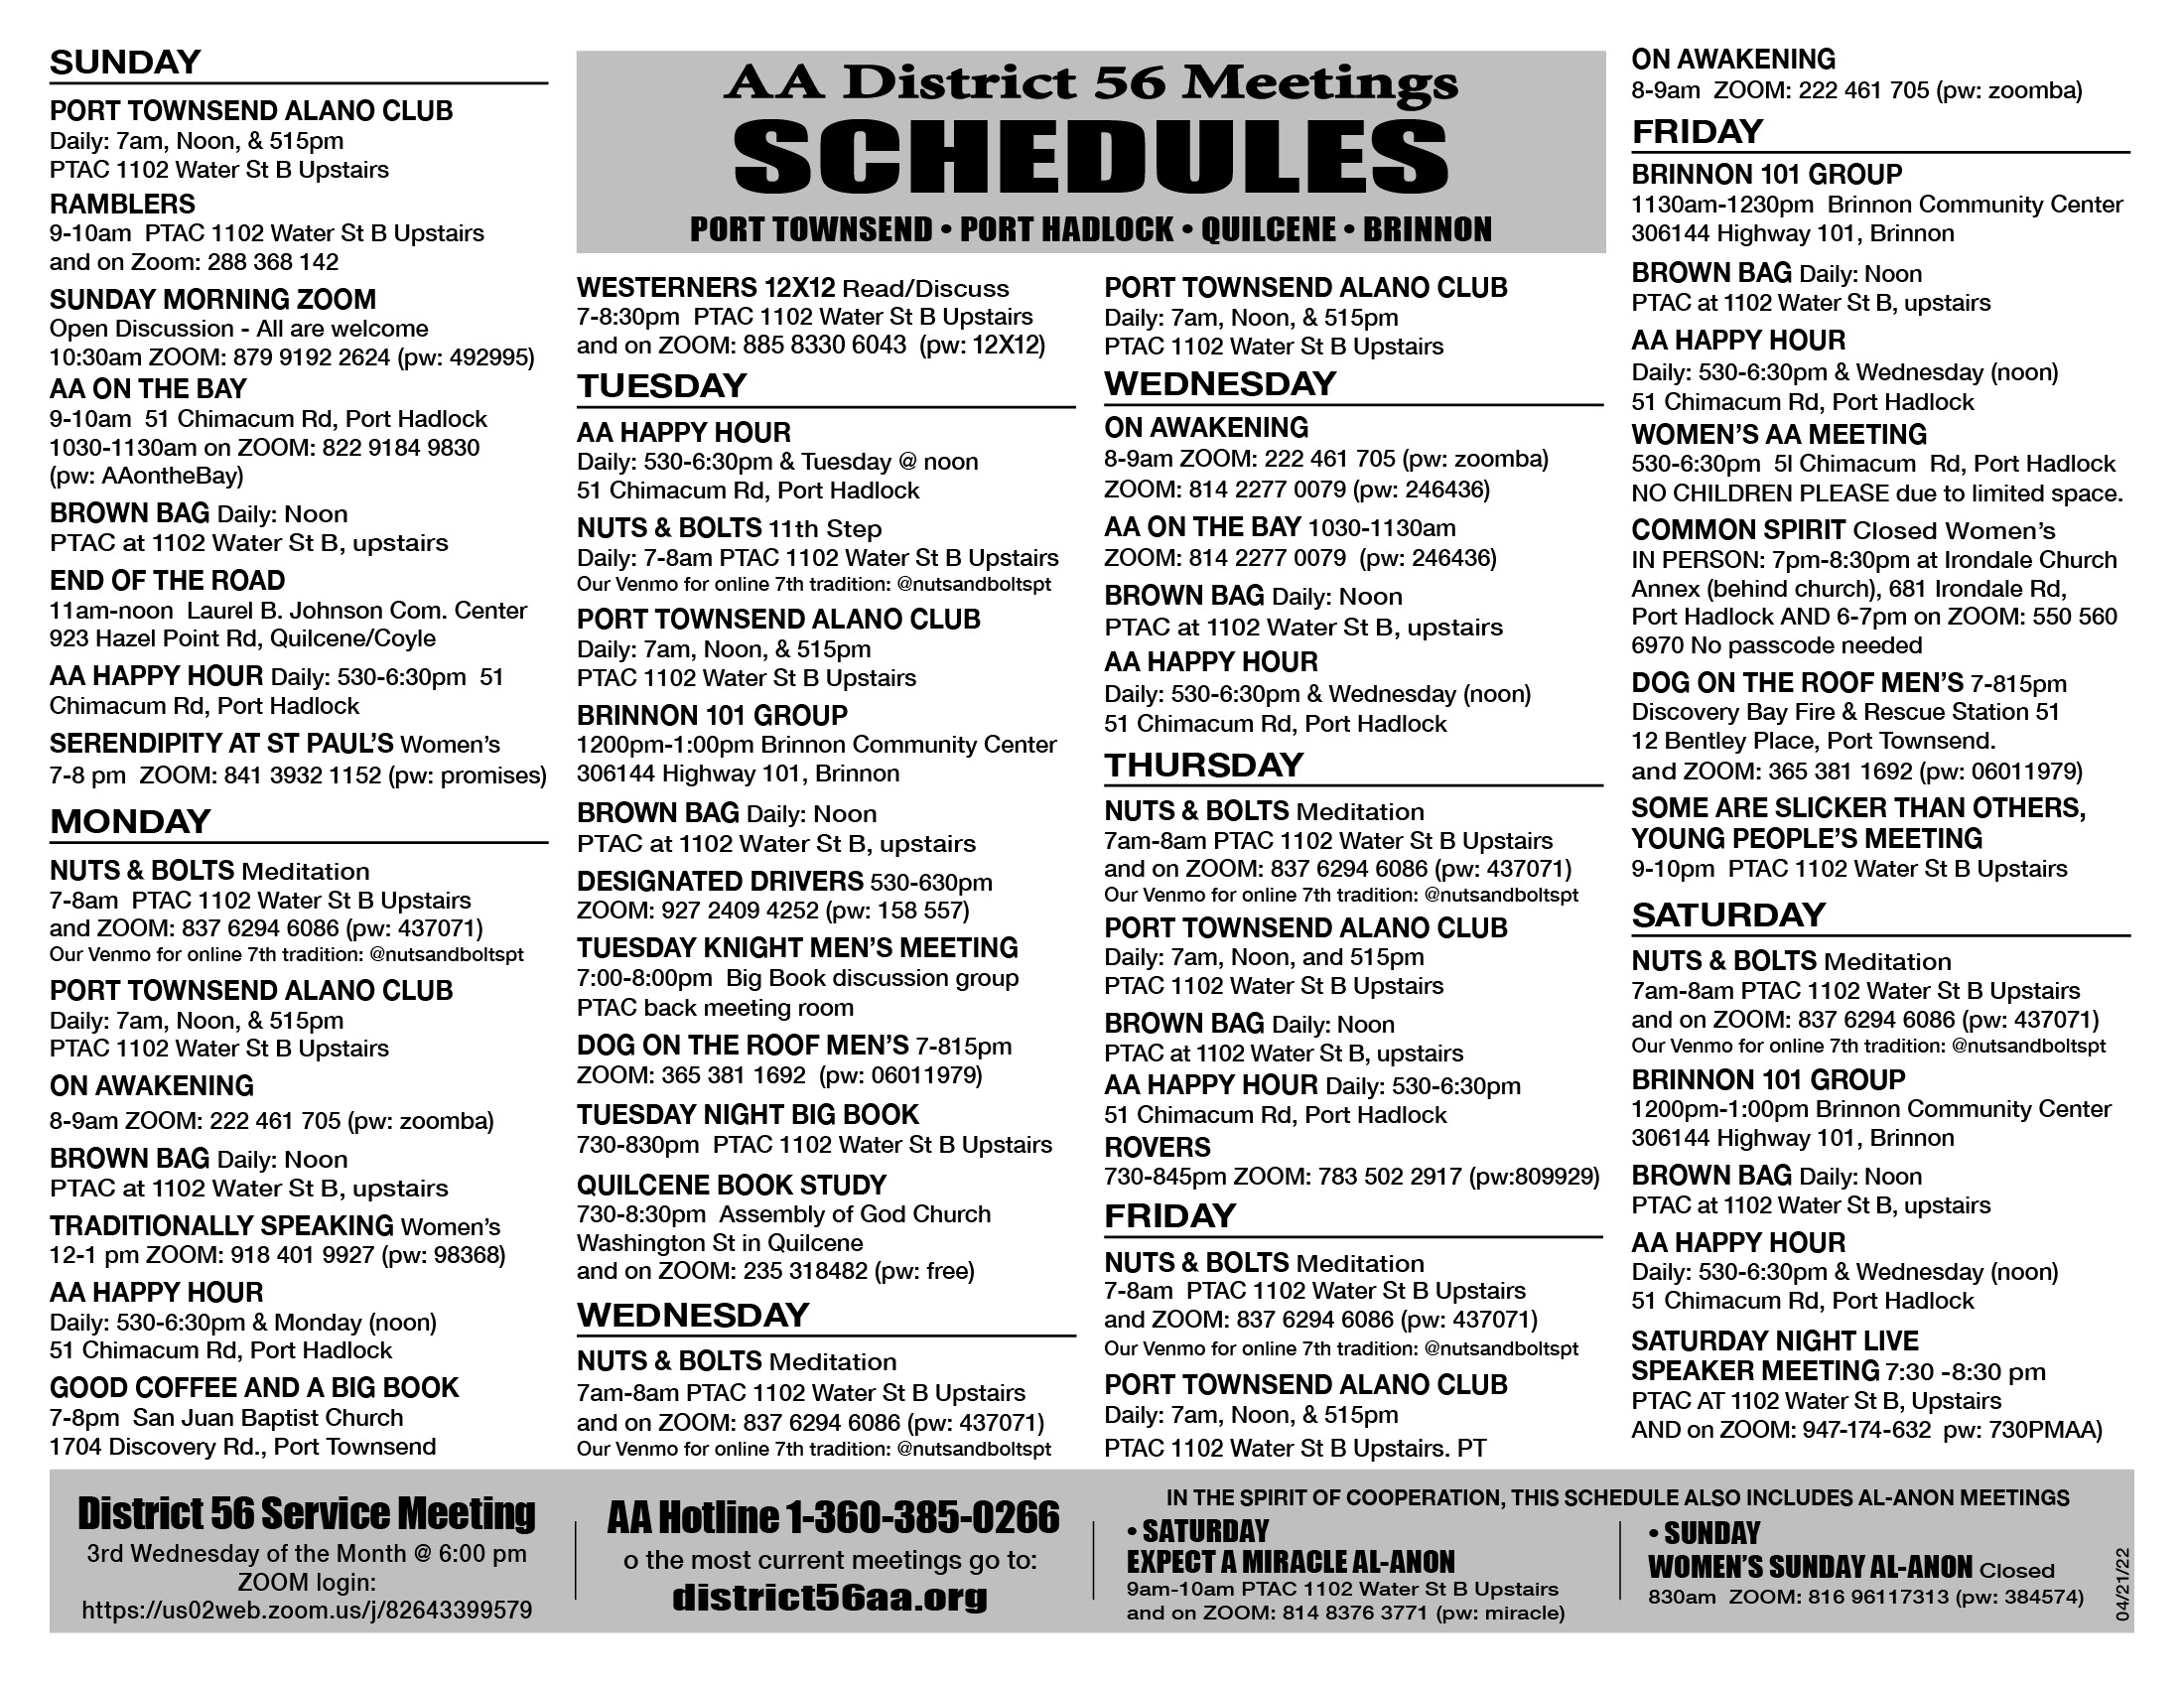 SUNDAY
PORT TOWNSEND ALANO CLUB
Daily: 7am, Noon, & 515pm
PTAC 1102 Water St B Upstairs
RAMBLERS
9-10am  PTAC 1102 Water St B Upstairs
and on Zoom: 288 368 142
SUNDAY MORNING ZOOM
Open Discussion - All are welcome
10:30am ZOOM: 879 9192 2624 (pw: 492995)
AA ON THE BAY
9-10am  51 Chimacum Rd, Port Hadlock
1030-1130am on ZOOM: 822 9184 9830
(pw: AAontheBay)
BROWN BAG Daily: Noon
PTAC at 1102 Water St B, upstairs
END OF THE ROAD
11am-noon  Laurel B. Johnson Com. Center
923 Hazel Point Rd, Quilcene/Coyle
AA HAPPY HOUR Daily: 530-6:30pm  51
Chimacum Rd, Port Hadlock
SERENDIPITY AT ST PAUL'S Women's
7-8 pm  ZOOM: 841 3932 1152 (pw: promises)
MONDAY
NUTS & BOLTS Meditation
7-8am  PTAC 1102 Water St B Upstairs
and ZOOM: 837 6294 6086 (pw: 437071)
Our Venmo for online 7th tradition: @nutsandboltspt
PORT TOWNSEND ALANO CLUB
Daily: 7am, Noon, & 515pm
PTAC 1102 Water St B Upstairs
ON AWAKENING
8-9am ZOOM: 222 461 705 (pw: zoomba)
BROWN BAG Daily: Noon
PTAC at 1102 Water St B, upstairs
TRADITIONALLY SPEAKING Women's
12-1 pm ZOOM: 918 401 9927 (pw: 98368)
AA HAPPY HOUR
Daily: 530-6:30pm & Monday (noon)
51 Chimacum Rd, Port Hadlock
GOOD COFFEE AND A BIG BOOK
7-8pm  San Juan Baptist Church
1704 Discovery Rd., Port Townsend
AA District 56 Meetings
SCHEDULES
PORT TOWNSEND • PORT HADLOCK • QUILCENE • BRINNON
WESTERNERS 12X12 Read/Discuss
7-8:30pm  PTAC 1102 Water St B Upstairs
and on ZOOM: 885 8330 6043  (pw: 12X12)
TUESDAY
AA HAPPY HOUR
Daily: 530-6:30pm & Tuesday @ noon
51 Chimacum Rd, Port Hadlock
NUTS & BOLTS 11th Step
Daily: 7-8am PTAC 1102 Water St B Upstairs
Our Venmo for online 7th tradition: @nutsandboltspt
PORT TOWNSEND ALANO CLUB
Daily: 7am, Noon, & 515pm
PTAC 1102 Water St B Upstairs
BRINNON 101 GROUP
1200pm-1:00pm Brinnon Community Center
306144 Highway 101, Brinnon
BROWN BAG Daily: Noon
PTAC at 1102 Water St B, upstairs
DESIGNATED DRIVERS 530-630pm
ZOOM: 927 2409 4252 (pw: 158 557)
TUESDAY KNIGHT MEN'S MEETING
7:00-8:00pm  Big Book discussion group
PTAC back meeting room
DOG ON THE ROOF MEN'S 7-815pm
ZOOM: 365 381 1692  (pw: 06011979)
TUESDAY NIGHT BIG BOOK
730-830pm  PTAC 1102 Water St B Upstairs
QUILCENE BOOK STUDY
730-8:30pm  Assembly of God Church
Washington St in Quilcene
and on ZOOM: 235 318482 (pw: free)
WEDNESDAY
NUTS & BOLTS Meditation
7am-8am PTAC 1102 Water St B Upstairs
and on ZOOM: 837 6294 6086 (pw: 437071)
Our Venmo for online 7th tradition: @nutsandboltspt
PORT TOWNSEND ALANO CLUB
Daily: 7am, Noon, & 515pm
PTAC 1102 Water St B Upstairs
WEDNESDAY
ON AWAKENING
8-9am ZOOM: 222 461 705 (pw: zoomba)
ZOOM: 814 2277 0079 (pw: 246436)
AA ON THE BAY 1030-1130am
ZOOM: 814 2277 0079  (pw: 246436)
BROWN BAG Daily: Noon
PTAC at 1102 Water St B, upstairs
AA HAPPY HOUR
Daily: 530-6:30pm & Wednesday (noon)
51 Chimacum Rd, Port Hadlock
THURSDAY
NUTS & BOLTS Meditation
7am-8am PTAC 1102 Water St B Upstairs
and on ZOOM: 837 6294 6086 (pw: 437071)
Our Venmo for online 7th tradition: @nutsandboltspt
PORT TOWNSEND ALANO CLUB
Daily: 7am, Noon, and 515pm
PTAC 1102 Water St B Upstairs
BROWN BAG Daily: Noon
PTAC at 1102 Water St B, upstairs
AA HAPPY HOUR Daily: 530-6:30pm
51 Chimacum Rd, Port Hadlock
ROVERS
730-845pm ZOOM: 783 502 2917 (pw:809929)
FRIDAY
NUTS & BOLTS Meditation
7-8am  PTAC 1102 Water St B Upstairs
and ZOOM: 837 6294 6086 (pw: 437071)
Our Venmo for online 7th tradition: @nutsandboltspt
PORT TOWNSEND ALANO CLUB
Daily: 7am, Noon, & 515pm
PTAC 1102 Water St B Upstairs. PT
ON AWAKENING
8-9am  ZOOM: 222 461 705 (pw: zoomba)
FRIDAY
BRINNON 101 GROUP
1130am-1230pm  Brinnon Community Center
306144 Highway 101, Brinnon
BROWN BAG Daily: Noon
PTAC at 1102 Water St B, upstairs
AA HAPPY HOUR
Daily: 530-6:30pm & Wednesday (noon)
51 Chimacum Rd, Port Hadlock
WOMEN'S AA MEETING
530-6:30pm  5l Chimacum  Rd, Port Hadlock
NO CHILDREN PLEASE due to limited space.
COMMON SPIRIT Closed Women's
IN PERSON: 7pm-8:30pm at Irondale Church
Annex (behind church), 681 Irondale Rd,
Port Hadlock AND 6-7pm on ZOOM: 550 560
6970 No passcode needed
DOG ON THE ROOF MEN'S 7-815pm
Discovery Bay Fire & Rescue Station 51
12 Bentley Place, Port Townsend.
and ZOOM: 365 381 1692 (pw: 06011979)
SOME ARE SLICKER THAN OTHERS,
YOUNG PEOPLE'S MEETING
9-10pm  PTAC 1102 Water St B Upstairs
SATURDAY
NUTS & BOLTS Meditation
7am-8am PTAC 1102 Water St B Upstairs
and on ZOOM: 837 6294 6086 (pw: 437071)
Our Venmo for online 7th tradition: @nutsandboltspt
BRINNON 101 GROUP
1200pm-1:00pm Brinnon Community Center
306144 Highway 101, Brinnon
BROWN BAG Daily: Noon
PTAC at 1102 Water St B, upstairs
AA HAPPY HOUR
Daily: 530-6:30pm & Wednesday (noon)
51 Chimacum Rd, Port Hadlock
SATURDAY NIGHT LIVE
SPEAKER MEETING 7:30 -8:30 pm
PTAC AT 1102 Water St B, Upstairs
AND on ZOOM: 947-174-632  pw: 730PMAA)
District 56 Service Meeting
3rd Wednesday of the Month @ 6:00 pm
ZOOM login:
https://us02web.zoom.us/j/82643399579
AA Hotline 1-360-385-0266
o the most current meetings go to:
district56aa.org
IN THE SPIRIT OF COOPERATION, THIS SCHEDULE ALSO INCLUDES AL-ANON MEETINGS
• SATURDAY
EXPECT A MIRACLE AL-ANON
9am-10am PTAC 1102 Water St B Upstairs
and on ZOOM: 814 8376 3771 (pw: miracle)
• SUNDAY
WOMEN'S SUNDAY AL-ANON Closed
830am  ZOOM: 816 96117313 (pw: 384574)
04/21/22